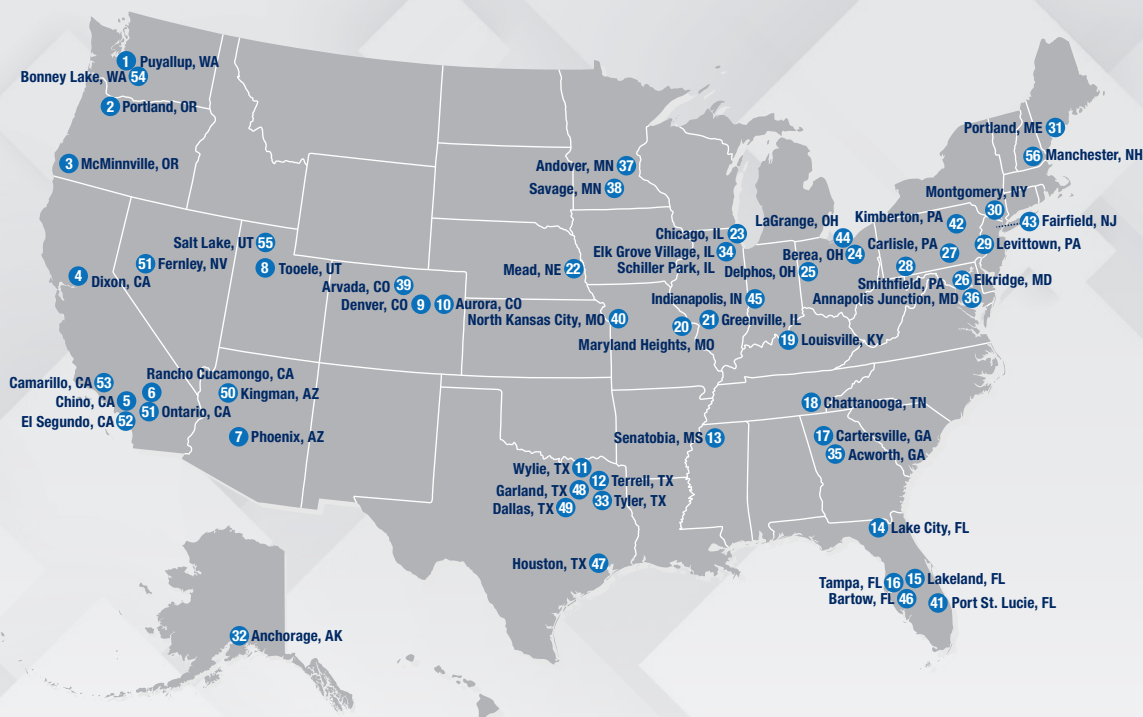 1 Puyallup, WA
Bonney Lake, WA 54
2 Portland, OR
3 McMinnville, OR
Portland, ME 31
56 Manchester, NH
Andover, MN 37
Savage, MN 38
Montgomery, NY
30
Kimberton, PA
42
43 Fairfield, NJ
LaGrange, OH
44
Chicago, IL 23
Elk Grove Village, IL 34
Schiller Park, IL
Berea, OH 24
Delphos, OH 25
Carlisle, PA
27
29 Levittown, PA
28
Smithfield, PA
26 Elkridge, MD
Annapolis Junction, MD 36
Salt Lake, UT 55
8 Tooele, UT
51 Fernley, NV
4
Dixon, CA
Mead, NE 22
Arvada, CO 39
Denver, CO 9
10 Aurora, CO
North Kansas City, MO 40
Indianapolis, IN 45
20
21 Greenville, IL
Maryland Heights, MO
19 Louisville, KY
Rancho Cucamongo, CA
Camarillo, CA 53
6
Chino, CA 5
51 Ontario, CA
El Segundo, CA 52
50 Kingman, AZ
7 Phoenix, AZ
18 Chattanooga, TN
Senatobia, MS 13
17 Cartersville, GA
35 Acworth, GA
Wylie, TX 11
12 Terrell, TX
Garland, TX 48
33 Tyler, TX
Dallas, TX 49
14 Lake City, FL
Houston, TX 47
Tampa, FL 16
15 Lakeland, FL
Bartow, FL 46
41 Port St. Lucie, FL
32 Anchorage, AK